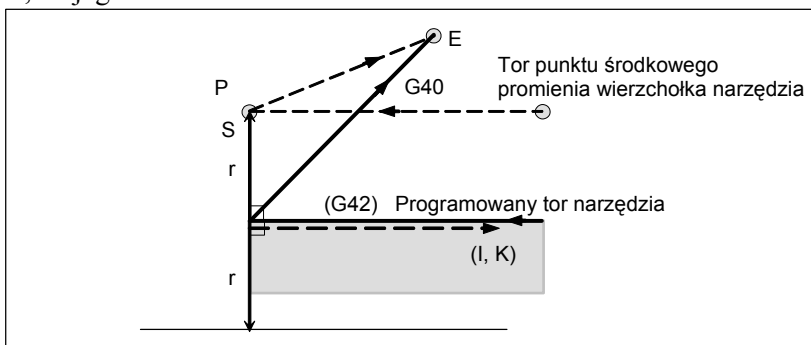 E
P
G40
Tor punktu środkowego
promienia wierzchołka narzędzia
S
r
(G42) Programowany tor narzędzia
(I, K)
r